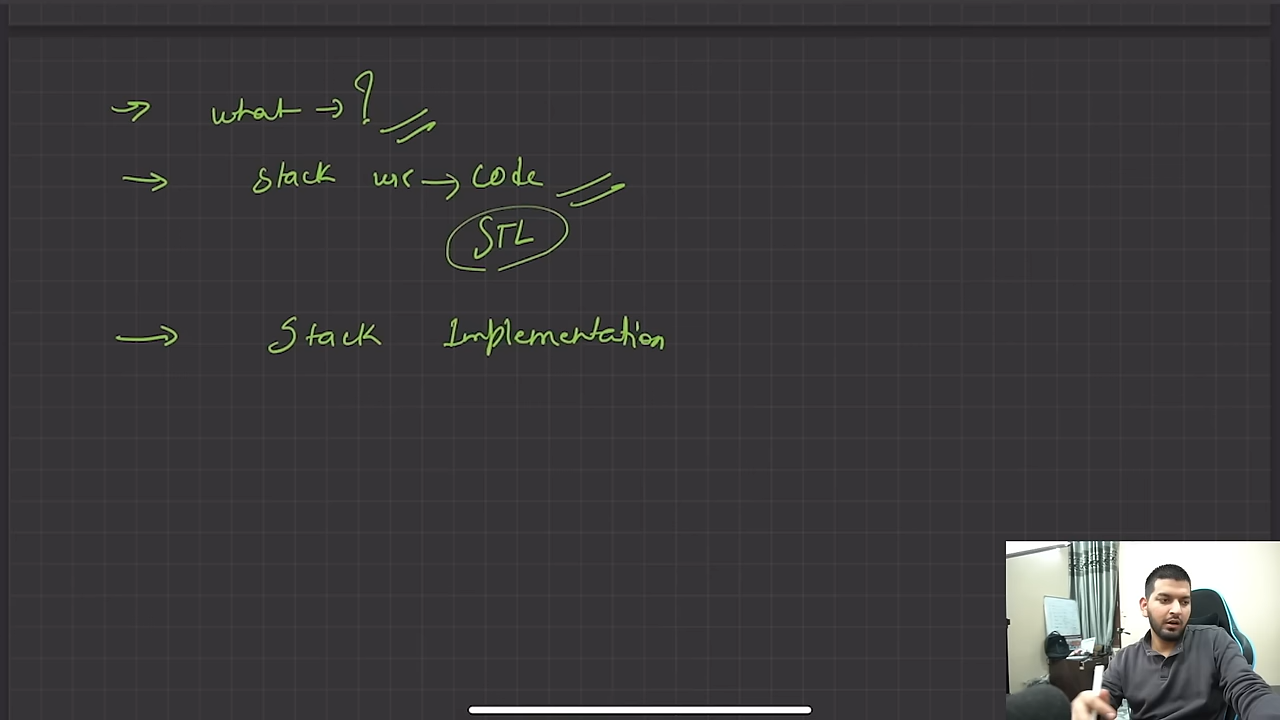 → what → ?
→ stack use → code
STL
→ Stack Implementation